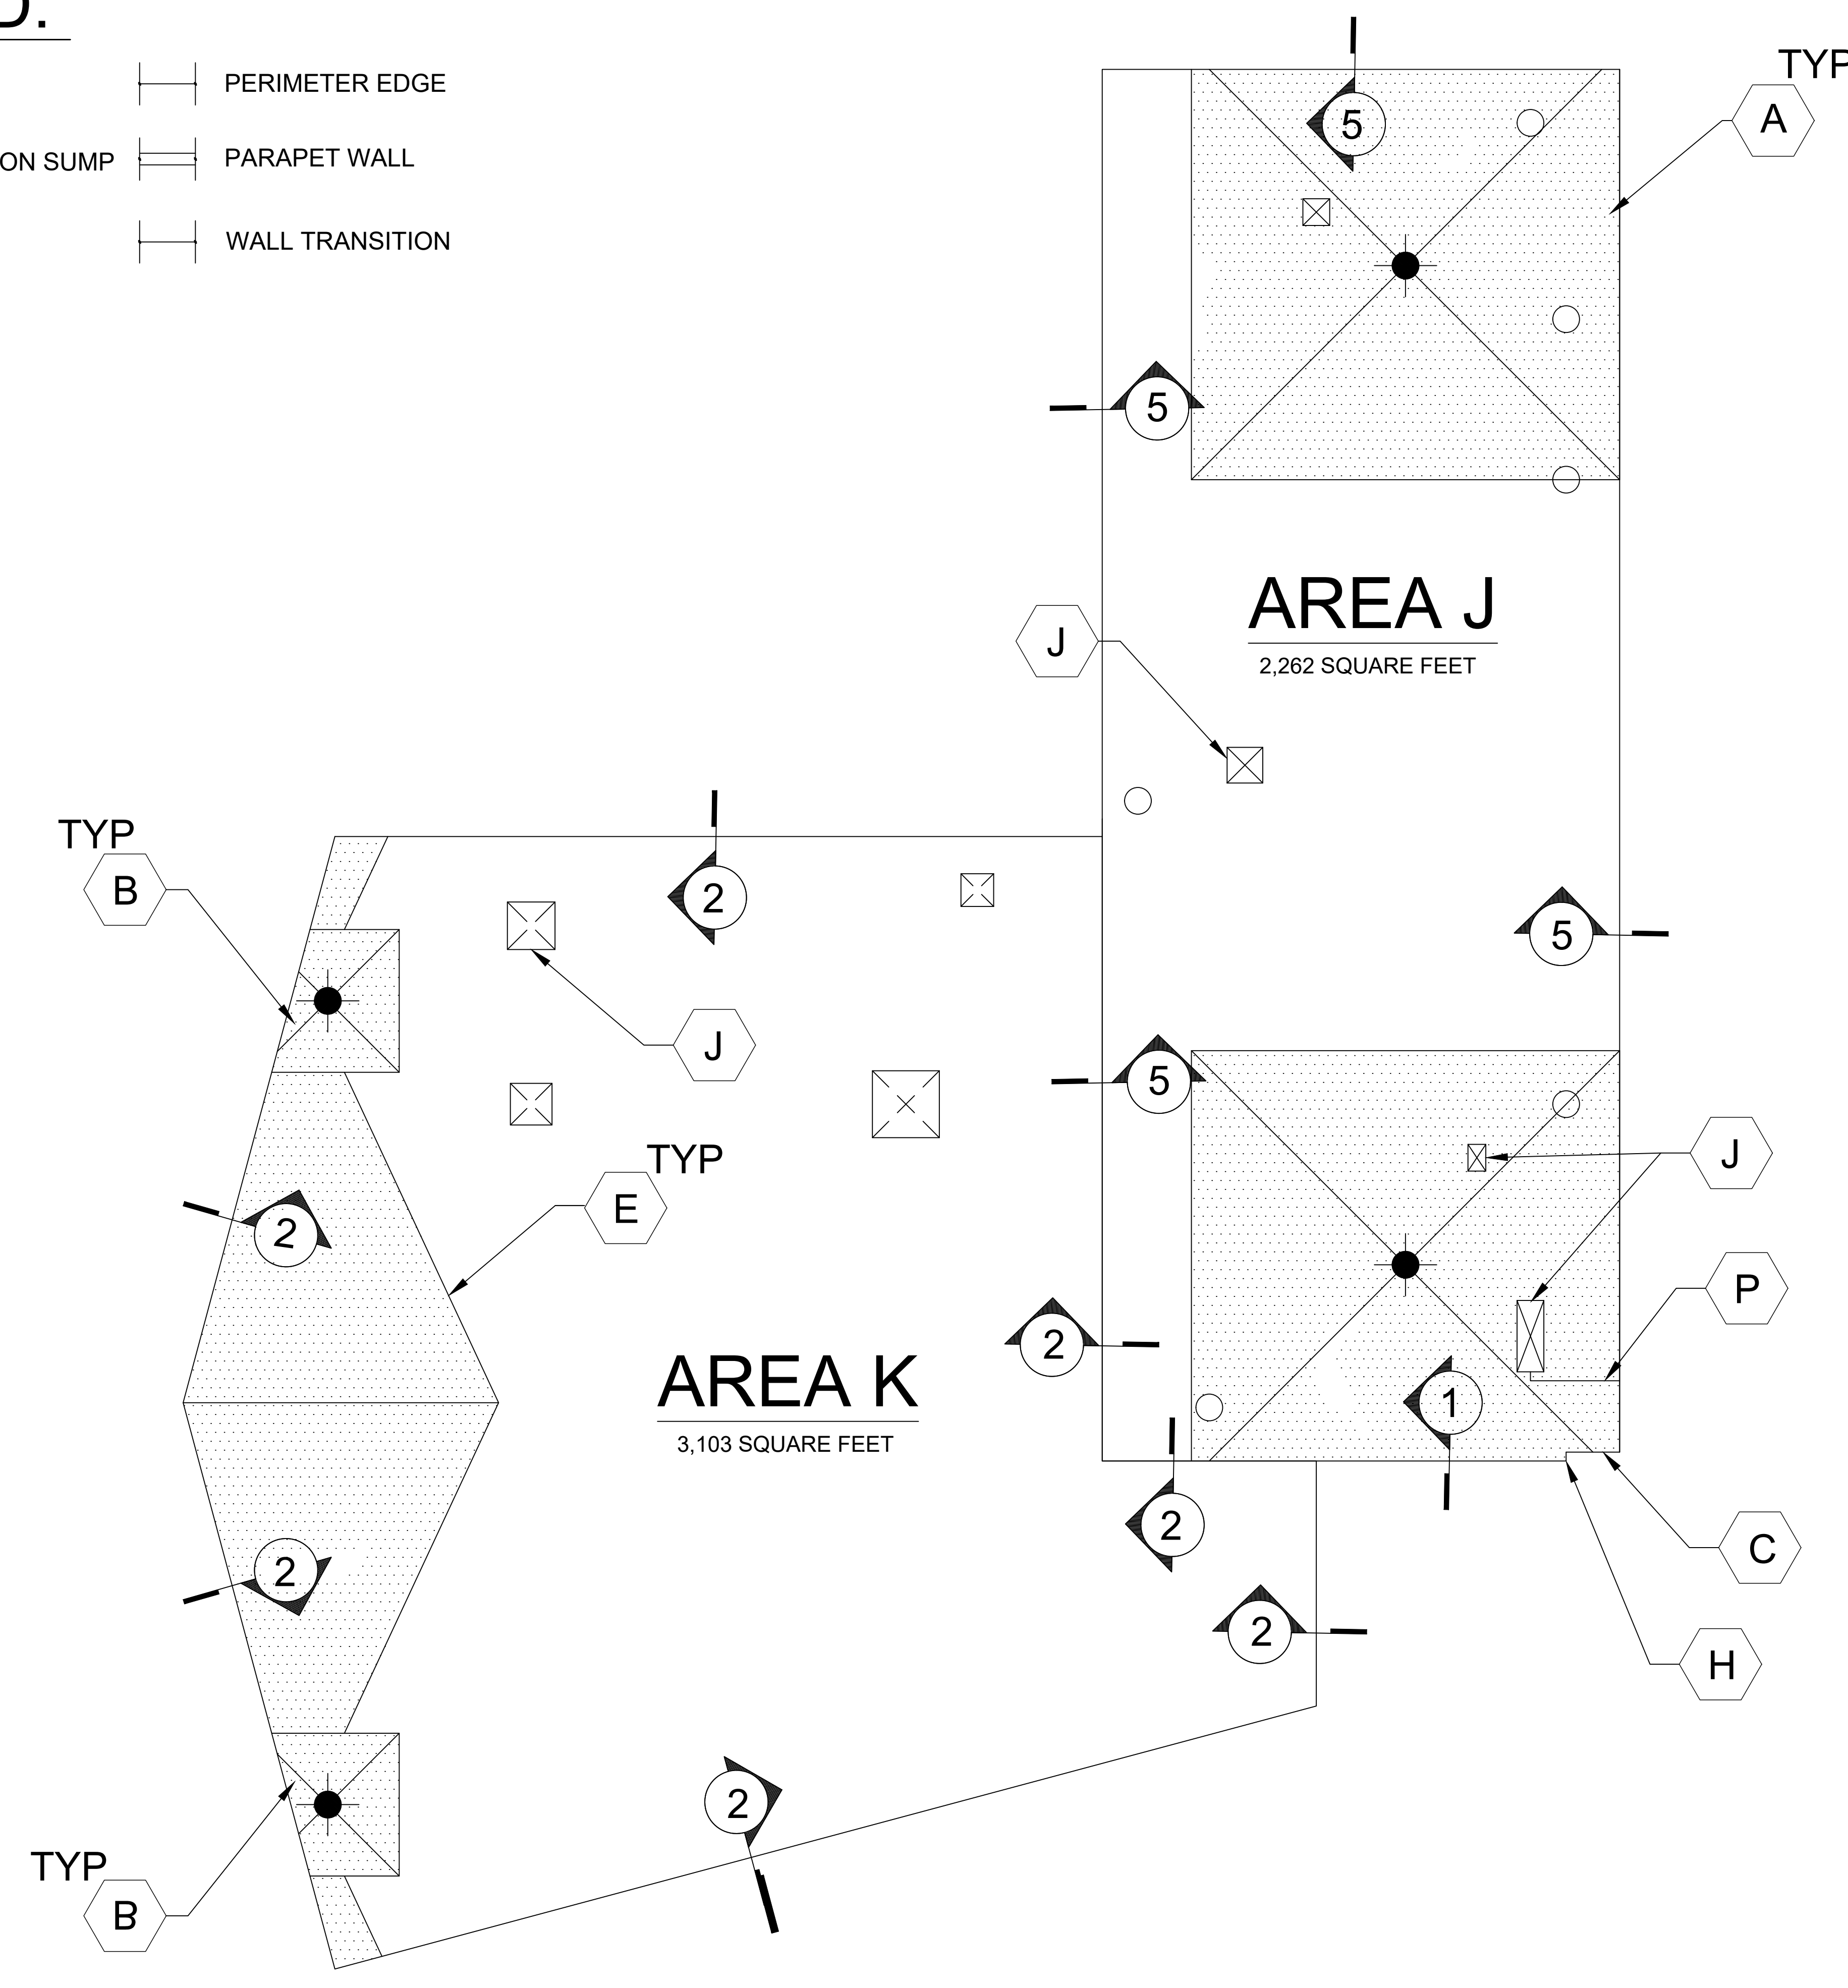 D.
PERIMETER EDGE
ON SUMP
PARAPET WALL
WALL TRANSITION
TYP
A
5
5
AREA J
2,262 SQUARE FEET
J
TYP
B
2
5
J
5
J
TYP
E
2
P
2
AREA K
3,103 SQUARE FEET
1
2
C
2
2
H
2
TYP
B